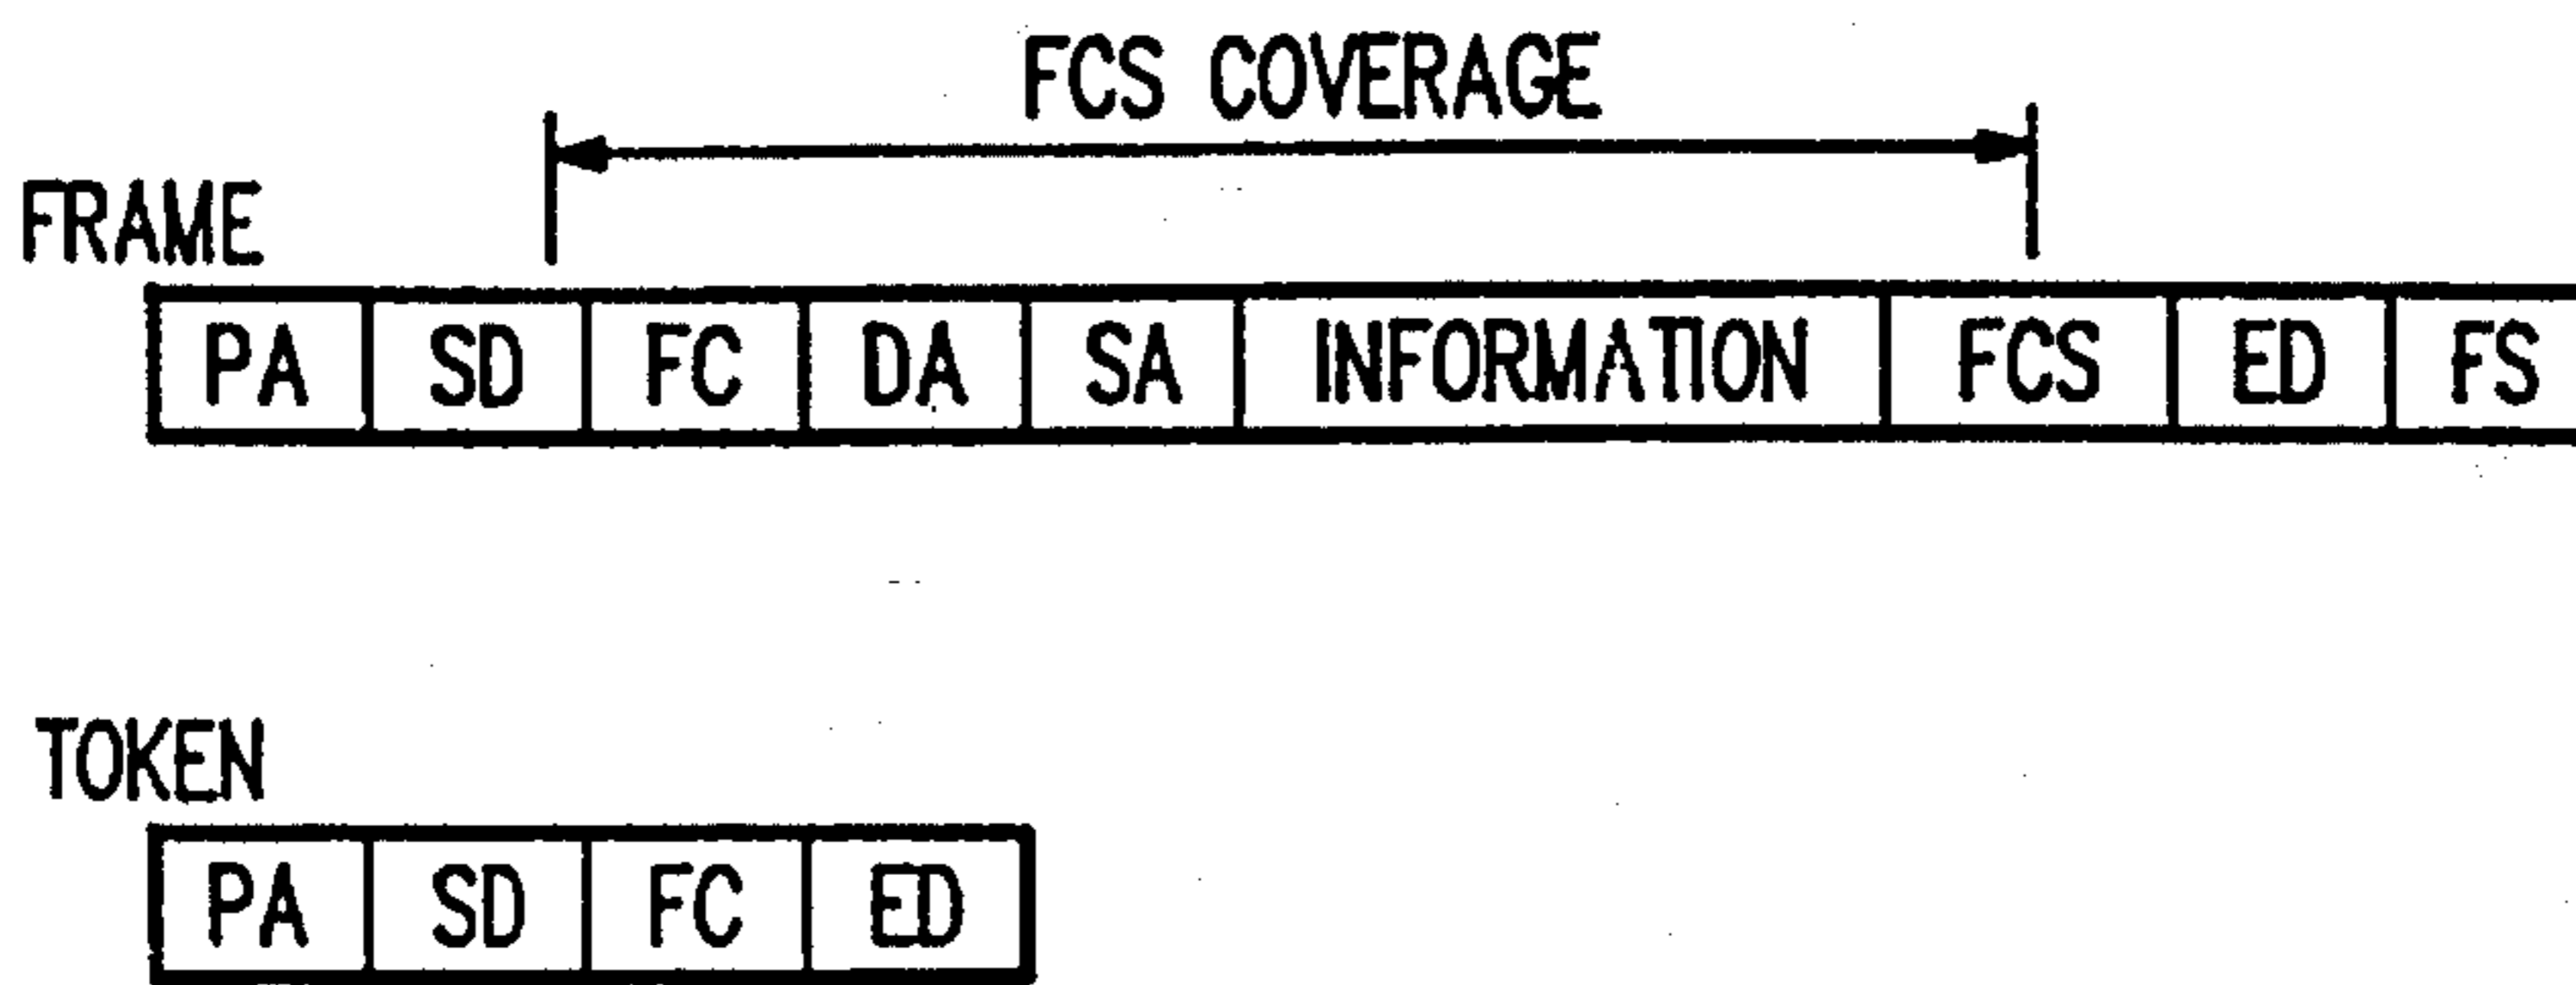 FCS COVERAGE
FRAME
PA SD FC DA SA INFORMATION FCS ED FS
TOKEN
PA SD FC ED